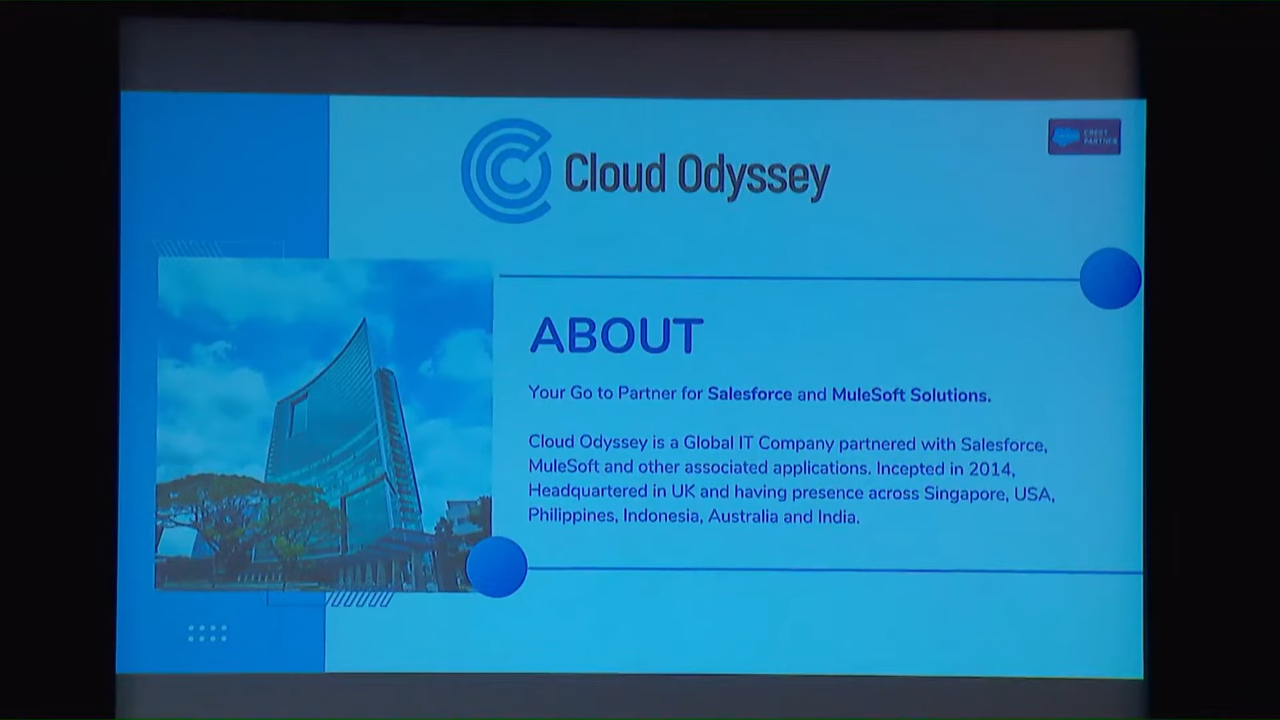 Cloud Odyssey
CREST
PARTNER
ABOUT
Your Go to Partner for Salesforce and MuleSoft Solutions.
Cloud Odyssey is a Global IT Company partnered with Salesforce,
MuleSoft and other associated applications. Incepted in 2014,
Headquartered in UK and having presence across Singapore, USA,
Philippines, Indonesia, Australia and India.